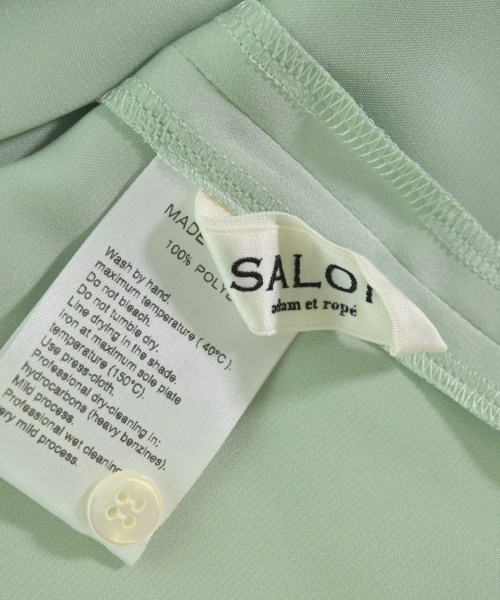 MADE
100% POLYE
Wash by hand.
maximum temperature ( 40°C ).
Do not bleach.
Do not tumble dry.
Line drying in the shade.
iron at maximum sole plate
temperature (150°C).
Use press-cloth.
Professional dry-cleaning in:
hydrocarbons (heavy benzines).
Mild process.
Professional wet cleaning
ery mild process.
SALO
adam et ropé